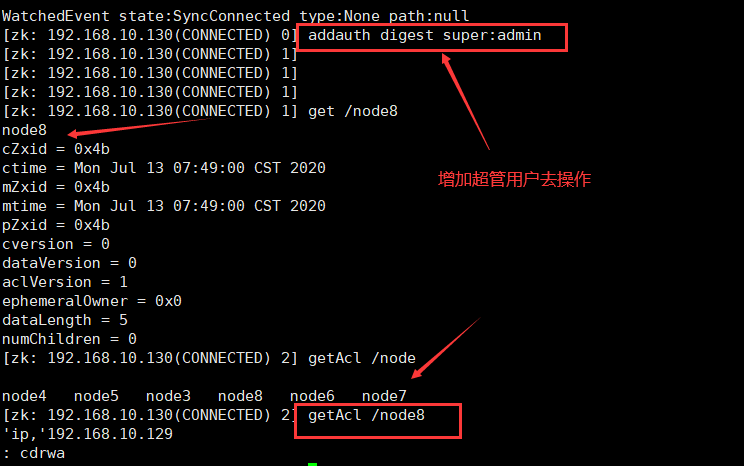 WatchedEvent state:SyncConnected type:None path:null
[zk: 192.168.10.130(CONNECTED) 0] addauth digest super:admin
[zk: 192.168.10.130(CONNECTED) 1]
[zk: 192.168.10.130(CONNECTED) 1]
[zk: 192.168.10.130(CONNECTED) 1]
[zk: 192.168.10.130(CONNECTED) 1] get /node8
node8
cZxid = 0x4b
ctime = Mon Jul 13 07:49:00 CST 2020
mZxid = 0x4b
增加超管用户去操作
mtime = Mon Jul 13 07:49:00 CST 2020
pZxid = 0x4b
cversion = 0
dataVersion = 0
aclVersion = 1
ephemeralOwner = 0x0
dataLength = 5
numChildren = 0
[zk: 192.168.10.130(CONNECTED) 2] getAcl /node
node4 node5 node3 node8 node6 node7
[zk: 192.168.10.130(CONNECTED) 2] getAcl /node8
'ip,'192.168.10.129
: cdrwa